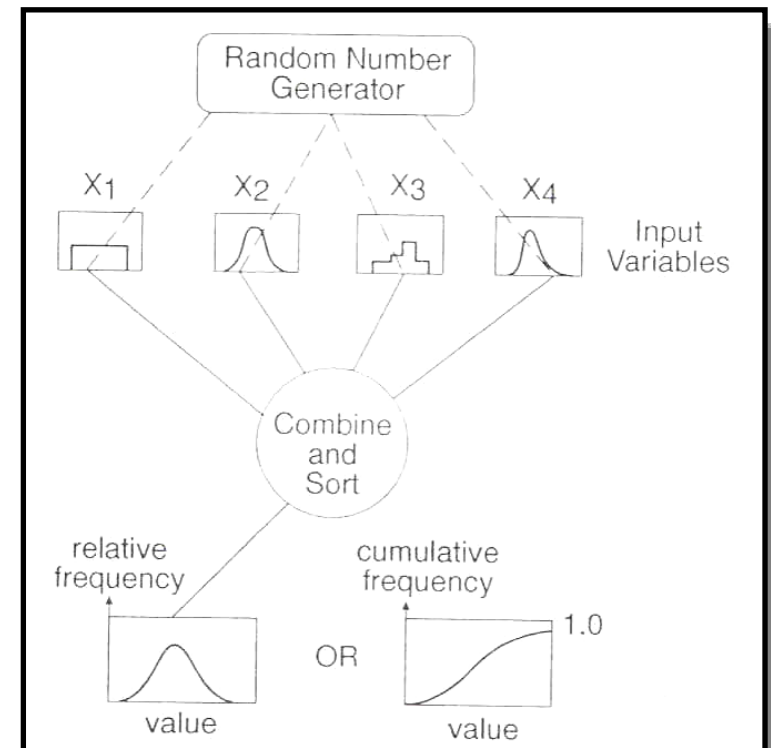 Random Number
Generator
X1
X2
X3
X4
Input
Variables
Combine
and
Sort
relative
frequency
cumulative
frequency
1.0
OR
value
value